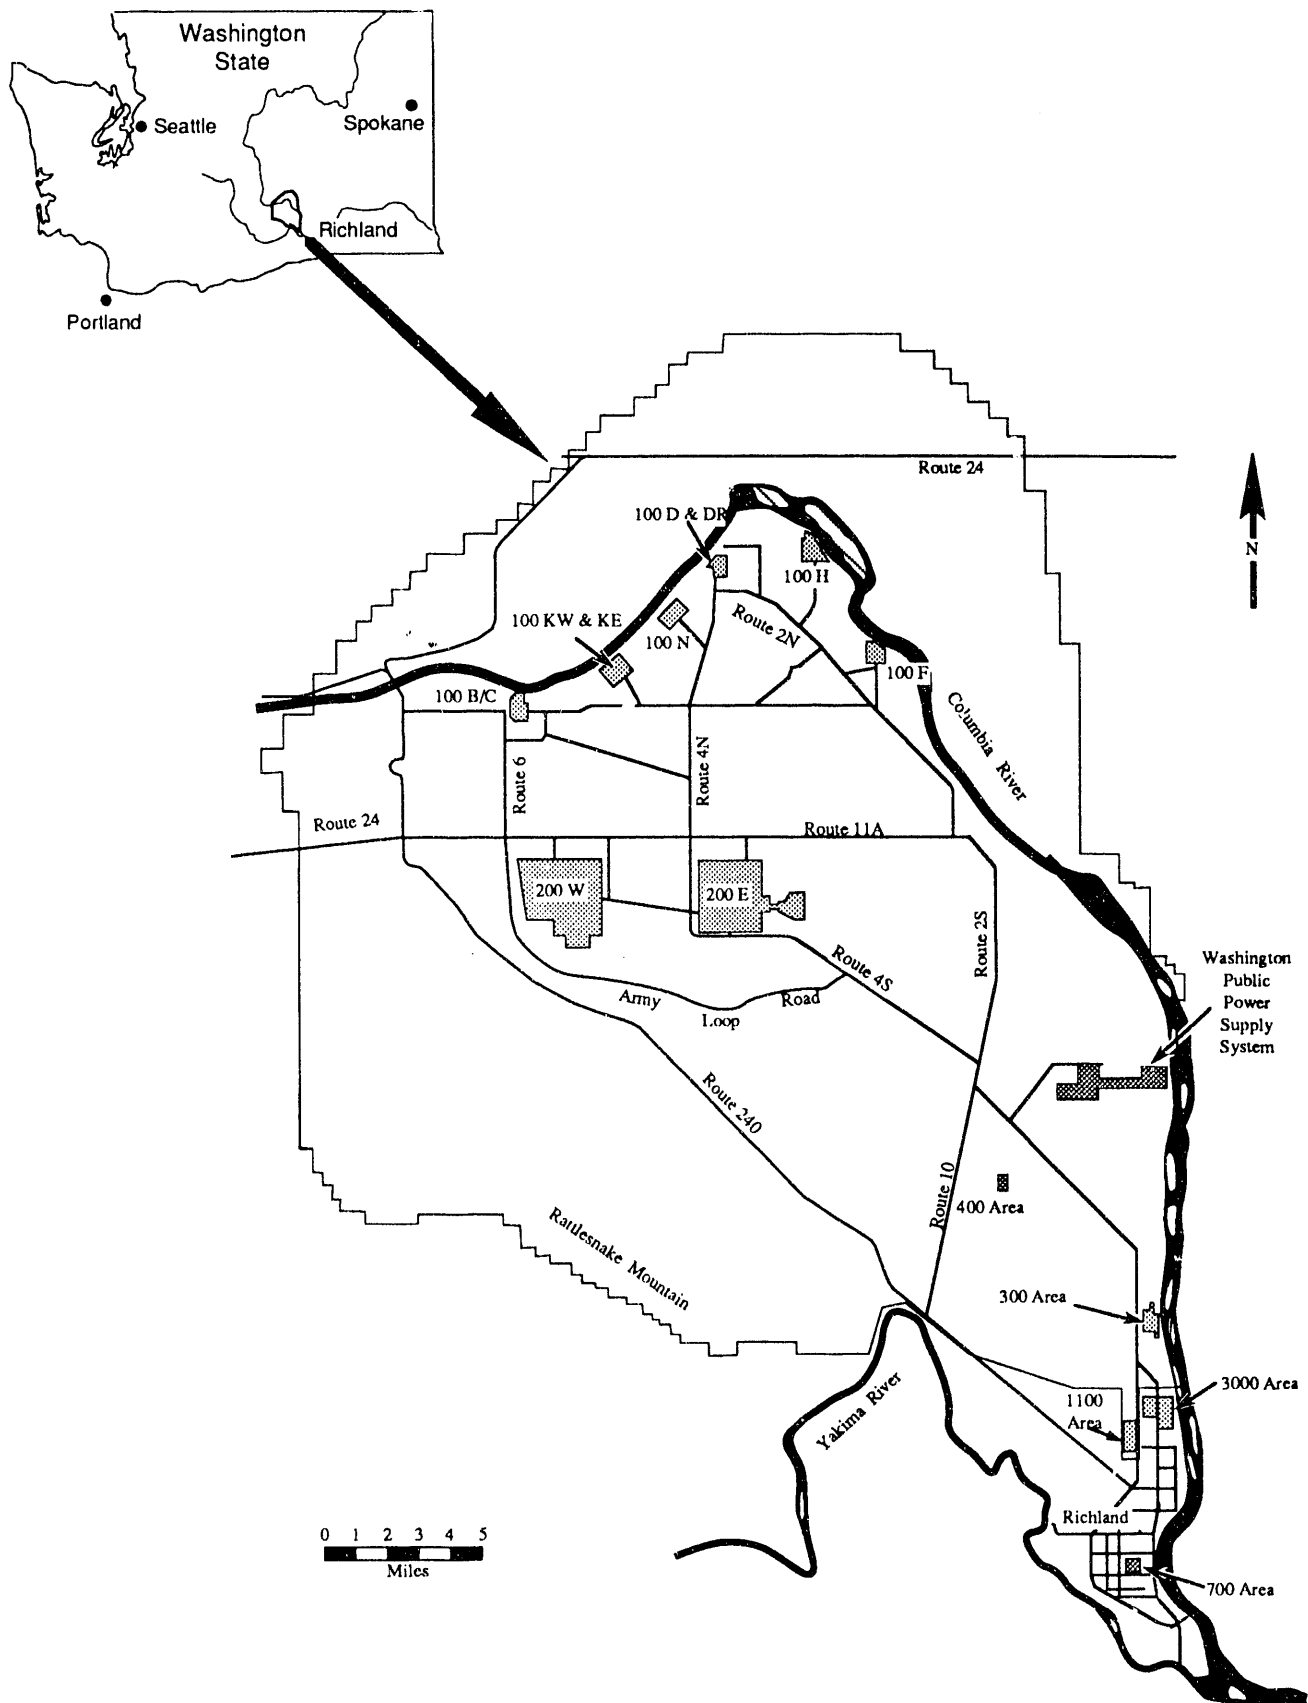 Washington
State
Seattle
Spokane
Richland
Portland
Route 24
100 D & DR
N
100 H
100 KW & KE
Route 2N
100 N
100 F
100 B/C
Columbia River
Route 4N
Route 6
Route 24
Route 11A
200 W
200 E
Route 2S
Route 4S
Washington
Public
Power
Supply
System
Army
Loop
Road
Route 240
Route 10
400 Area
Rattlesnake Mountain
300 Area
3000 Area
1100
Area
Yakima River
Richland
0 1 2 3 4 5
Miles
700 Area